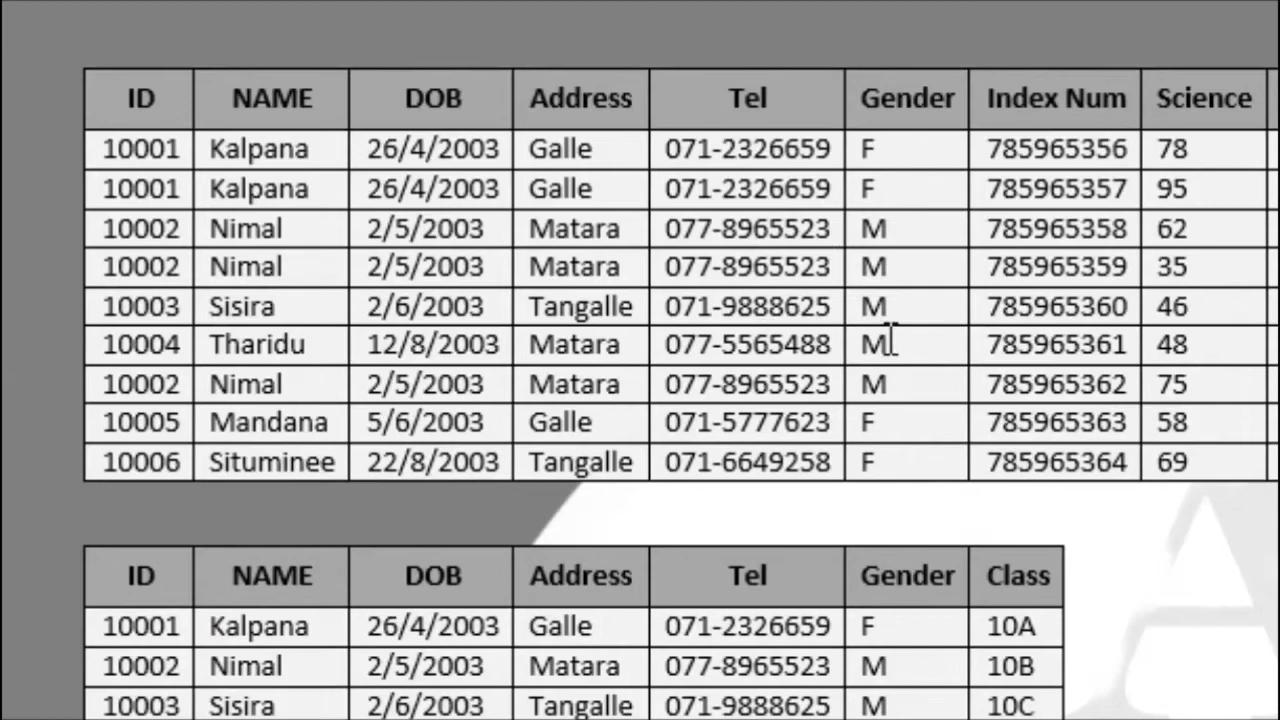 ID NAME DOB Address Tel Gender Index Num Science
10001 Kalpana 26/4/2003 Galle 071-2326659 F 785965356 78
10001 Kalpana 26/4/2003 Galle 071-2326659 F 785965357 95
10002 Nimal 2/5/2003 Matara 077-8965523 M 785965358 62
10002 Nimal 2/5/2003 Matara 077-8965523 M 785965359 35
10003 Sisira 2/6/2003 Tangalle 071-9888625 M 785965360 46
10004 Tharidu 12/8/2003 Matara 077-5565488 M 785965361 48
10002 Nimal 2/5/2003 Matara 077-8965523 M 785965362 75
10005 Mandana 5/6/2003 Galle 071-5777623 F 785965363 58
10006 Situminee 22/8/2003 Tangalle 071-6649258 F 785965364 69
ID NAME DOB Address Tel Gender Class
10001 Kalpana 26/4/2003 Galle 071-2326659 F 10A
10002 Nimal 2/5/2003 Matara 077-8965523 M 10B
10003 Sisira 2/6/2003 Tangalle 071-9888625 M 10C